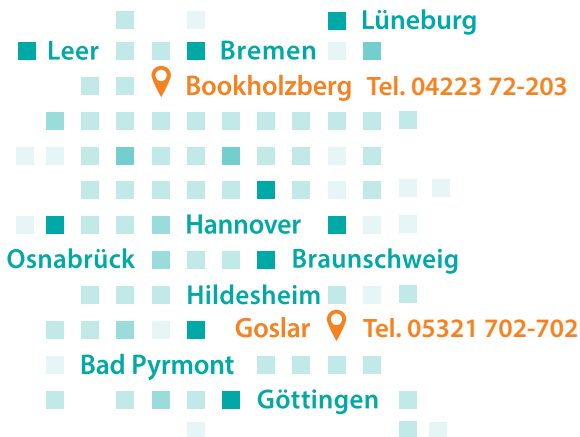 Lüneburg
Leer Bremen
Bookholzberg Tel. 04223 72-203
Hannover
Osnabrück Braunschweig
Hildesheim
Goslar Tel. 05321 702-702
Bad Pyrmont
Göttingen